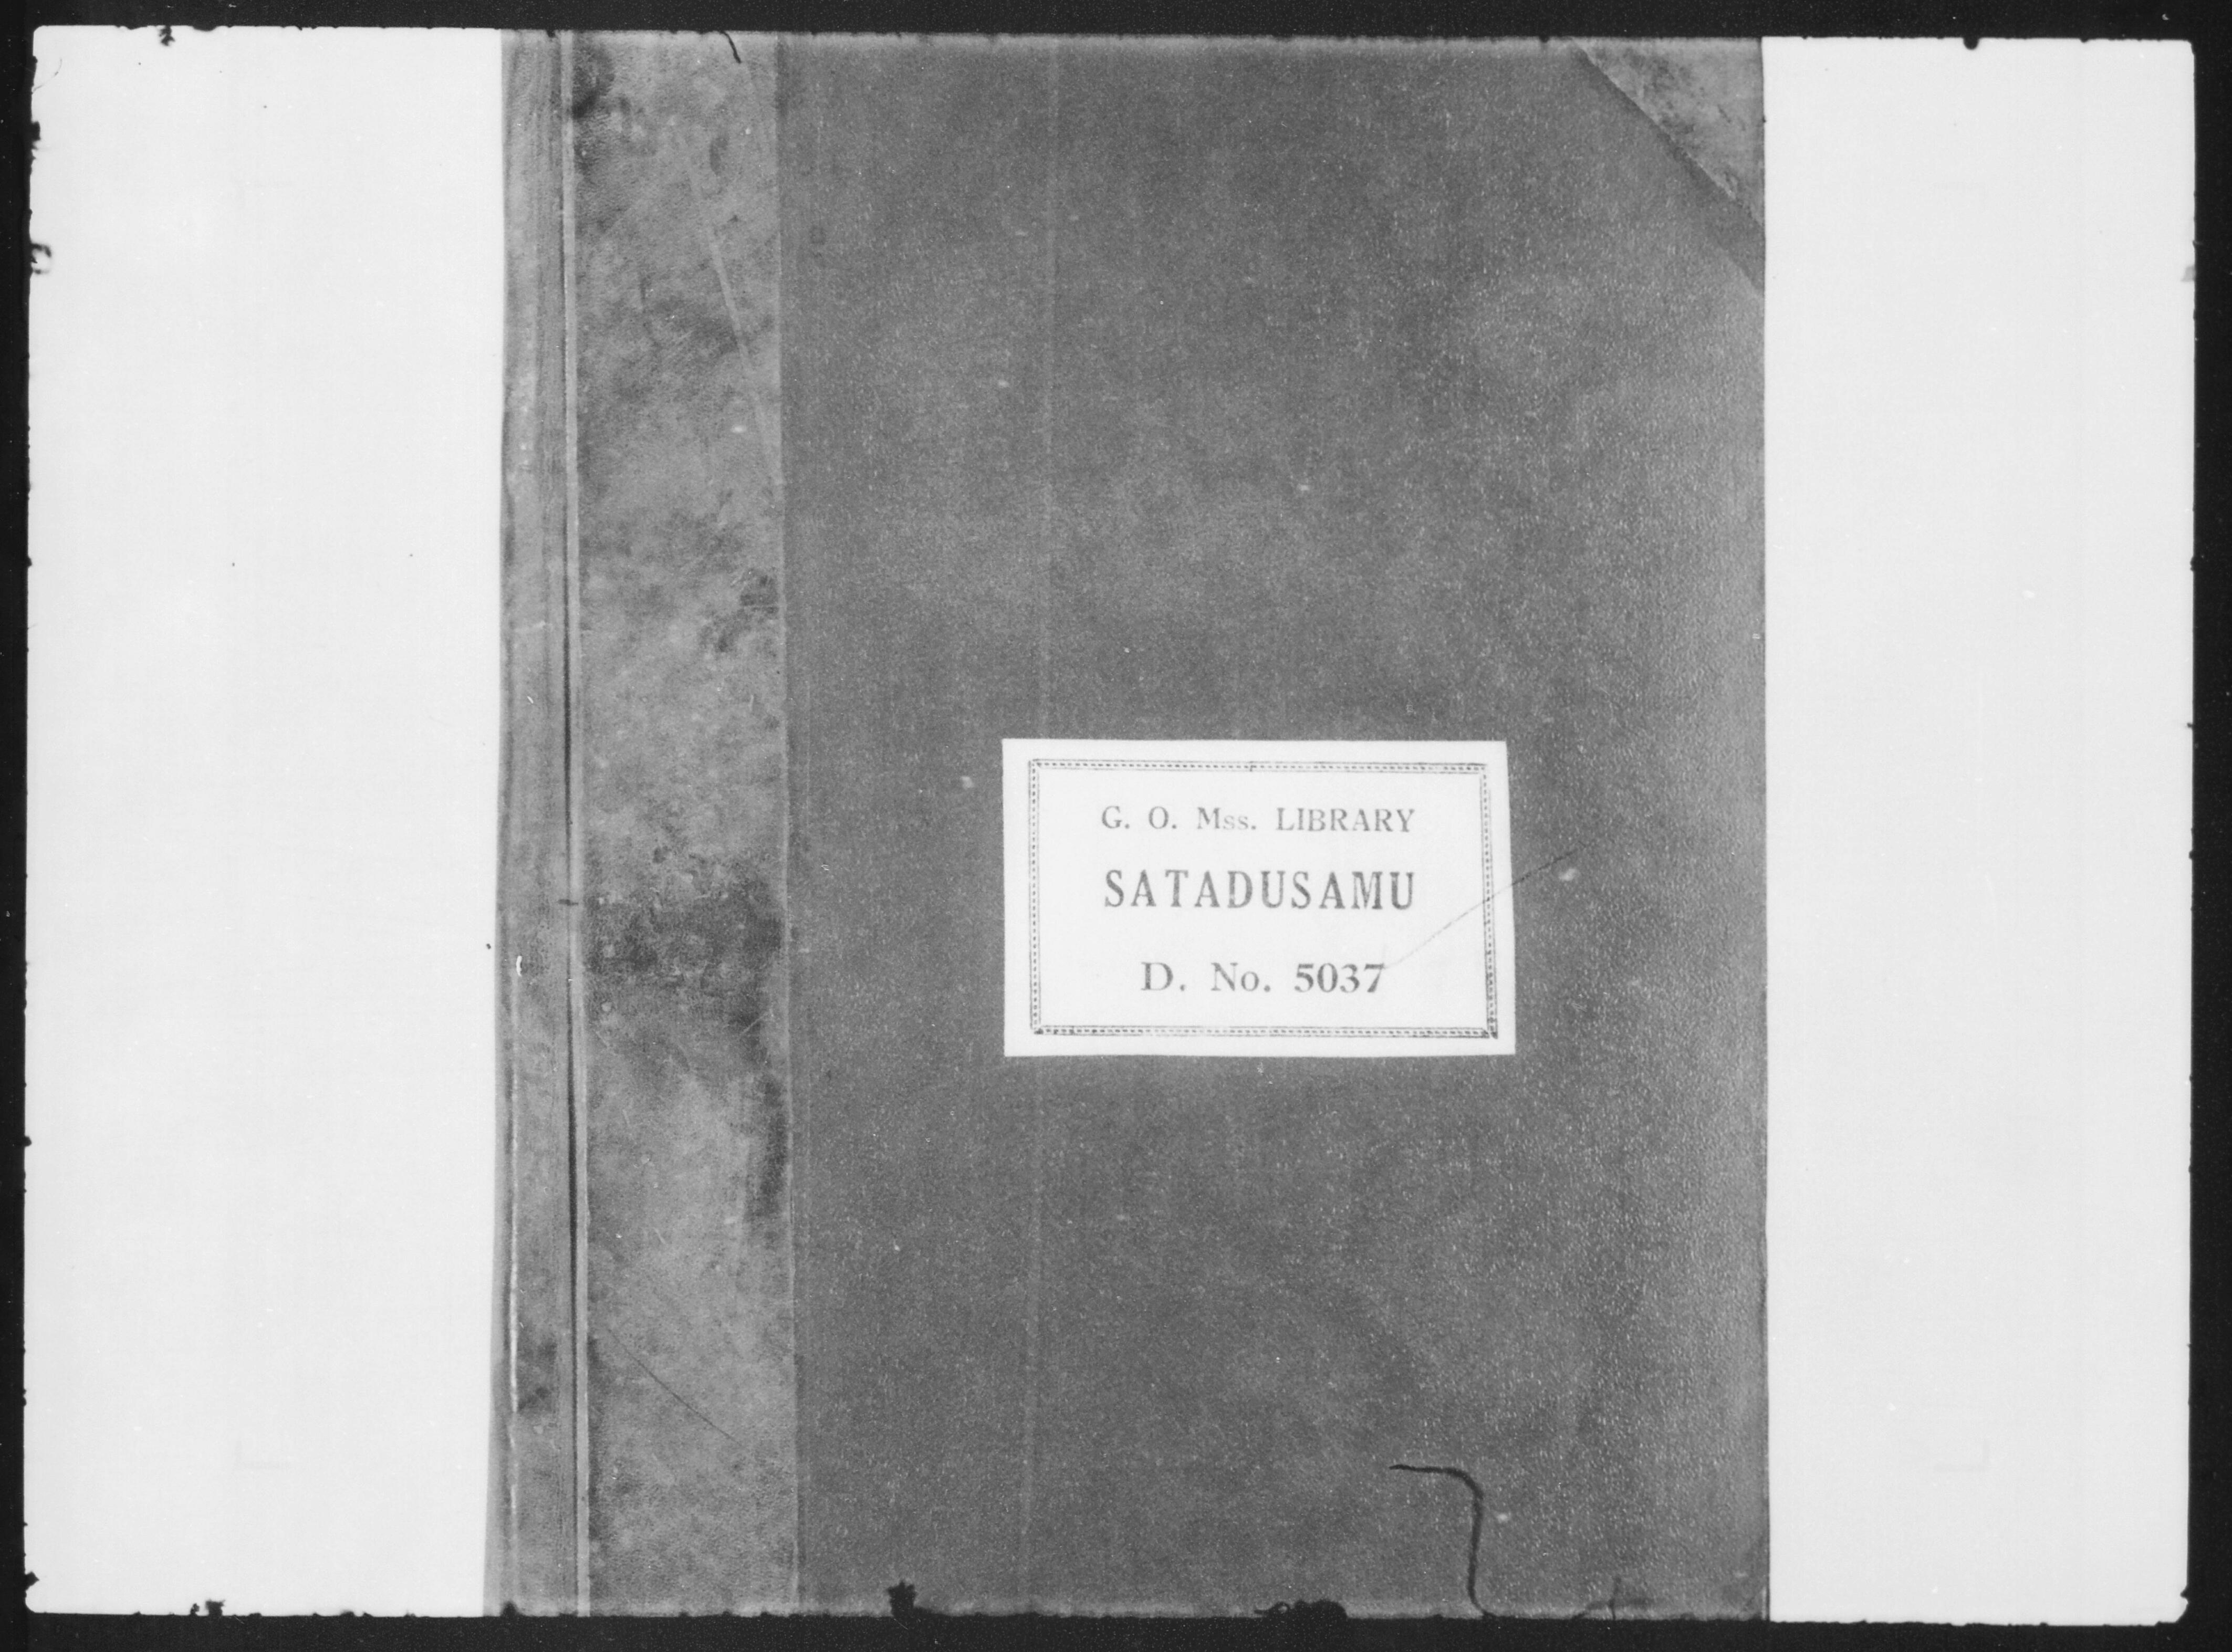 G. O. Mss. LIBRARY
SATADUSAMU
D. No. 5037